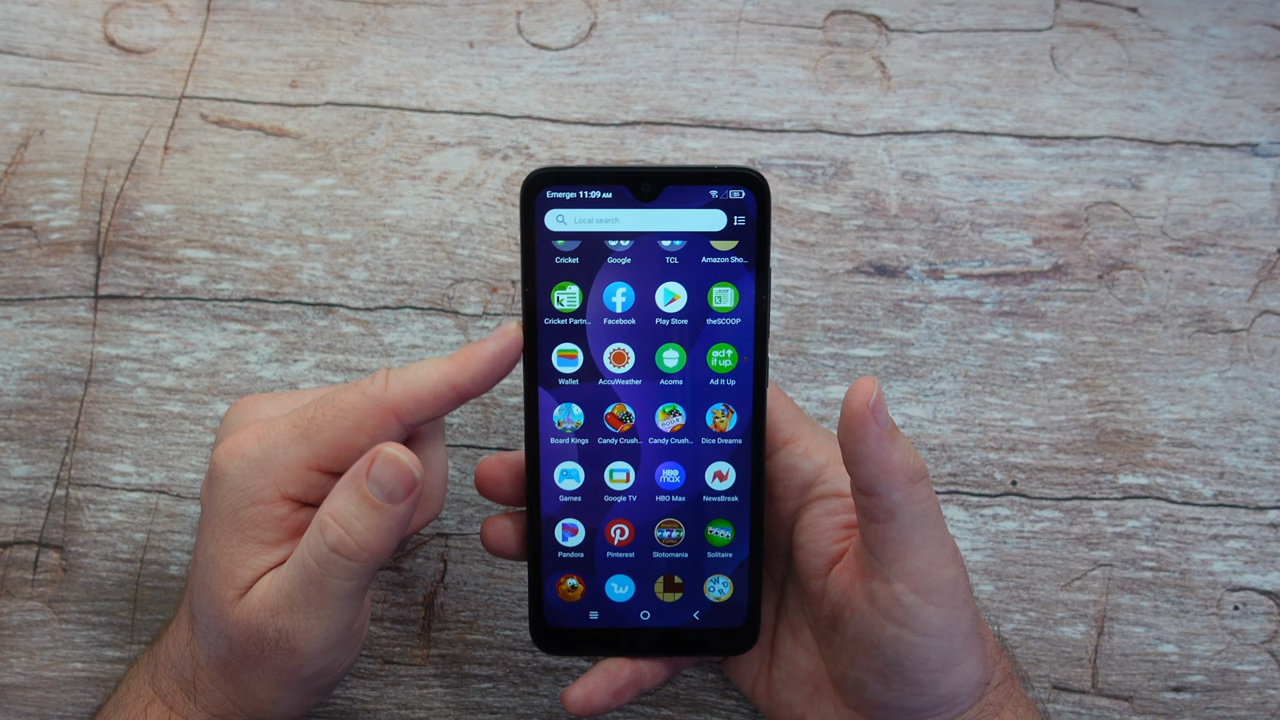 Emerger 11:09 AM
Local search
Cricket Google TCL Amazon Sho...
Cricket Partn... Facebook Play Store theSCOOP
ad it up.
Wallet AccuWeather Acorns Ad It Up
Board Kings Candy Crush... Candy Crush... Dice Dreams
HBO max
Games Google TV HBO Max NewsBreak
Pandora Pinterest Slotomania Solitaire